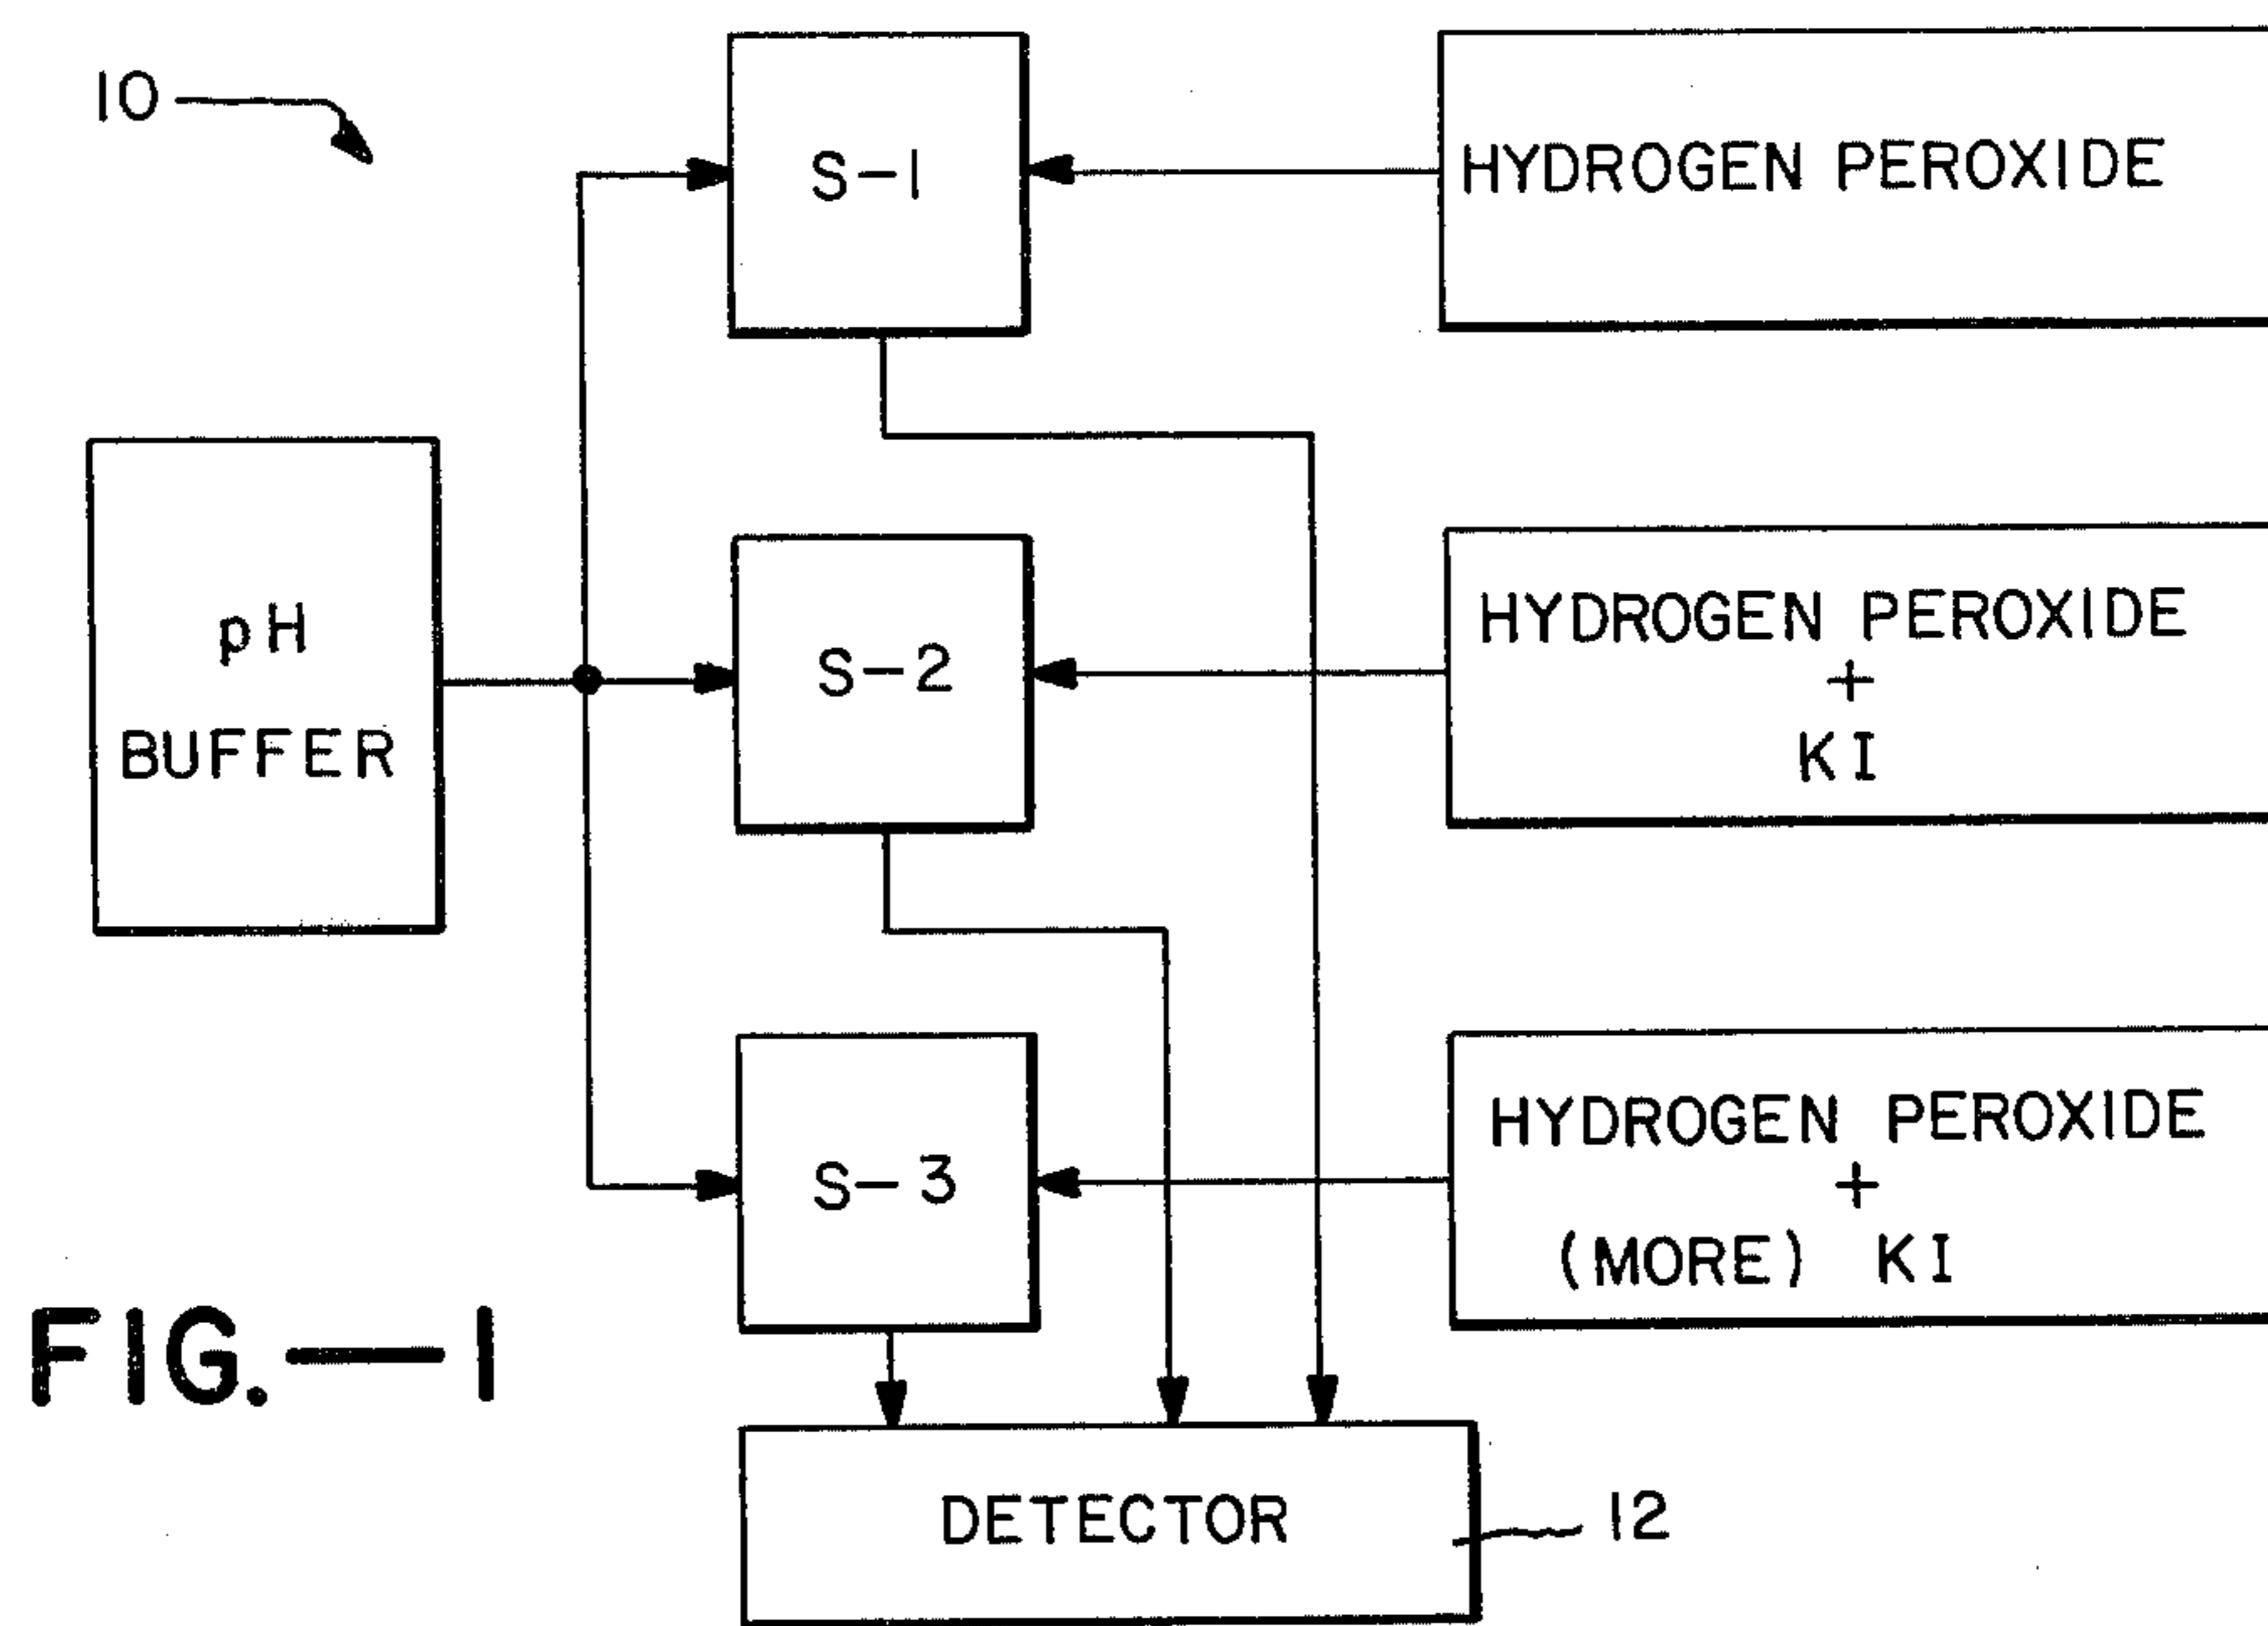 10
S-1
HYDROGEN PEROXIDE
pH
BUFFER
S-2
HYDROGEN PEROXIDE
+
KI
S-3
HYDROGEN PEROXIDE
+
(MORE) KI
FIG.—1
DETECTOR
12